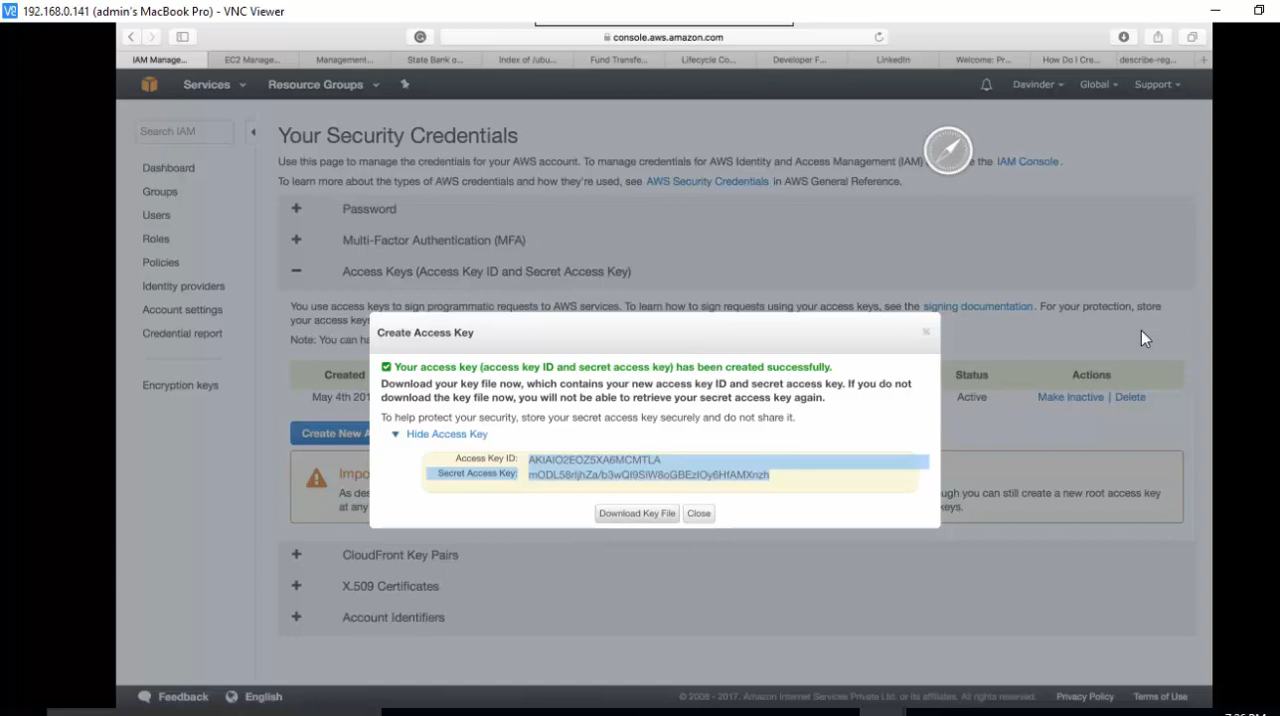 192.168.0.141 (admin's MacBook Pro) - VNC Viewer
console.aws.amazon.com
IAM Manage... EC2 Manage... Management... State Bank o... Index of /ubu... Fund Transfe... Lifecycle Co... Developer F... LinkedIn Welcome: Pr... How Do I Cre... describe-reg...
Services Resource Groups Davinder Global Support
Search IAM
Dashboard
Groups
Users
Roles
Policies
Identity providers
Account settings
Credential report
Encryption keys
Your Security Credentials
Use this page to manage the credentials for your AWS account. To manage credentials for AWS Identity and Access Management (IAM) the IAM Console .
To learn more about the types of AWS credentials and how they're used, see AWS Security Credentials in AWS General Reference.
+ Password
+ Multi-Factor Authentication (MFA)
− Access Keys (Access Key ID and Secret Access Key)
You use access keys to sign programmatic requests to AWS services. To learn how to sign requests using your access keys, see the signing documentation. For your protection, store
your access keys
Note: You can ha
Created Status Actions
May 4th 201 Active Make Inactive | Delete
Create New A
Impo
As des ugh you can still create a new root access key
at any keys.
Create Access Key
Your access key (access key ID and secret access key) has been created successfully.
Download your key file now, which contains your new access key ID and secret access key. If you do not
download the key file now, you will not be able to retrieve your secret access key again.
To help protect your security, store your secret access key securely and do not share it.
Hide Access Key
Access Key ID: AKIAIO2EOZ5XA6MCMTLA
Secret Access Key:
Download Key File Close
+ CloudFront Key Pairs
+ X.509 Certificates
+ Account Identifiers
Feedback English
© 2008 - 2017, Amazon Internet Services Private Ltd. or its affiliates. All rights reserved. Privacy Policy Terms of Use